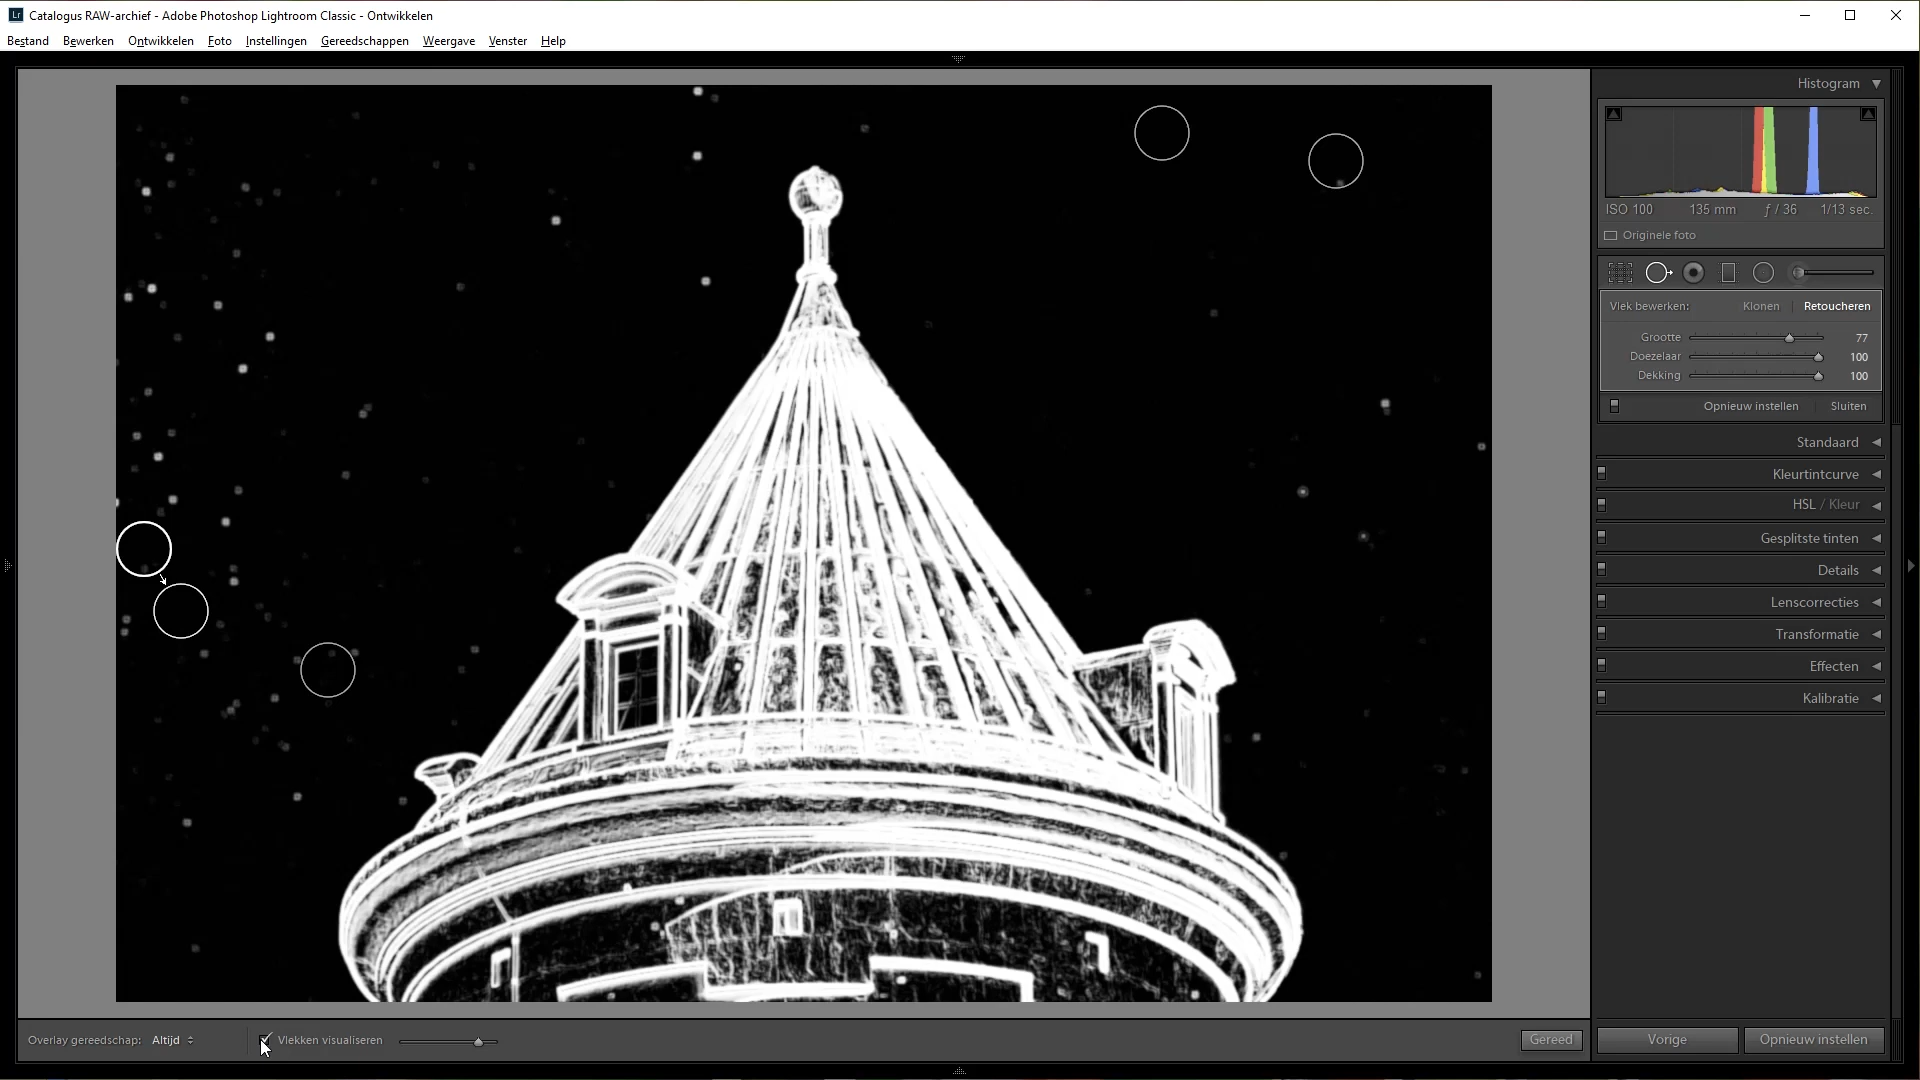 Lr Catalogus RAW-archief - Adobe Photoshop Lightroom Classic - Ontwikkelen
Bestand Bewerken Ontwikkelen Foto Instellingen Gereedschappen Weergave Venster Help
Histogram
ISO 100 135 mm ƒ / 36 1/13 sec.
Originele foto
Vlek bewerken: Klonen Retoucheren
Grootte 77
Doezelaar 100
Dekking 100
Opnieuw instellen Sluiten
Standaard
Kleurtintcurve
HSL / Kleur
Gesplitste tinten
Details
Lenscorrecties
Transformatie
Effecten
Kalibratie
Overlay gereedschap: Altijd Vlekken visualiseren Gereed Vorige Opnieuw instellen